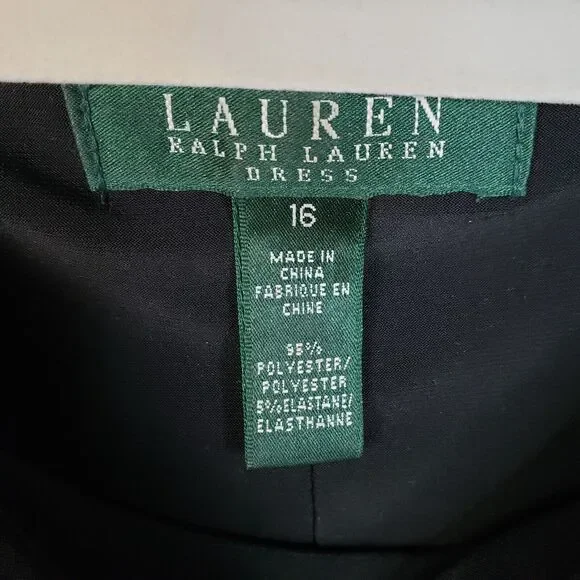 LAUREN
RALPH LAUREN
DRESS
16
MADE IN
CHINA
FABRIQUE EN
CHINE
95%
POLYESTER/
POLYESTER
5%ELASTANE/
ELASTHANNE